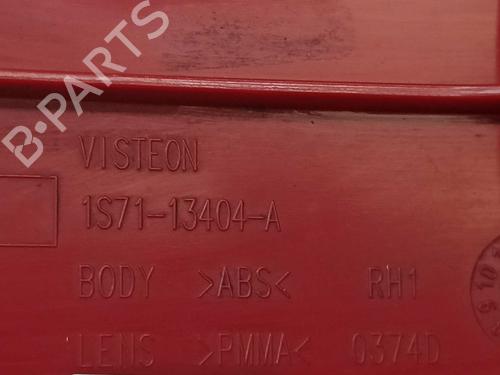 B-PARTS
VISTEON
1S71-13404-A
BODY >ABS< RH1
LENS >PMMA< 0374D